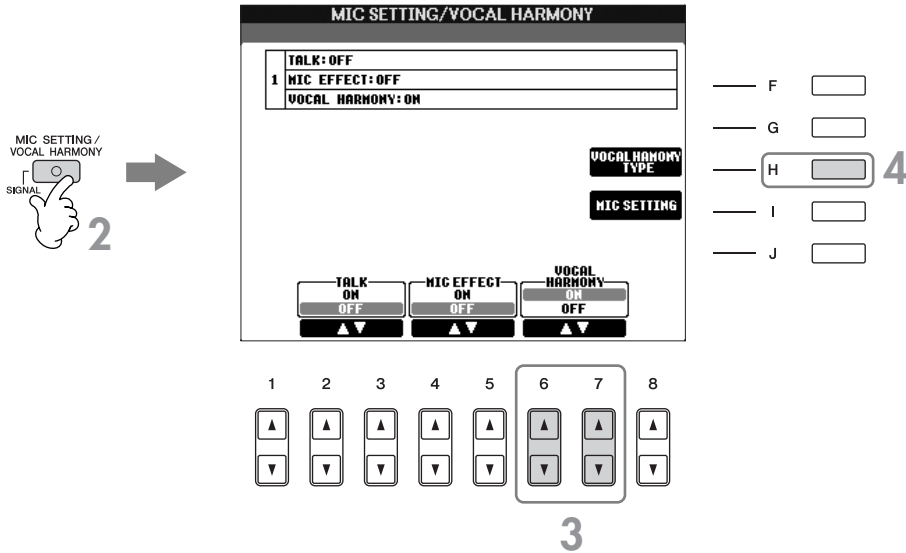 MIC SETTING/VOCAL HARMONY
TALK: OFF
1 MIC EFFECT: OFF
VOCAL HARMONY: ON
MIC SETTING /
VOCAL HARMONY
SIGNAL
2
VOCAL HAMONY
TYPE
MIC SETTING
F
G
H
4
I
J
TALK
ON
OFF
MIC EFFECT
ON
OFF
VOCAL
HARMONY
ON
OFF
1 2 3 4 5 6 7 8
3